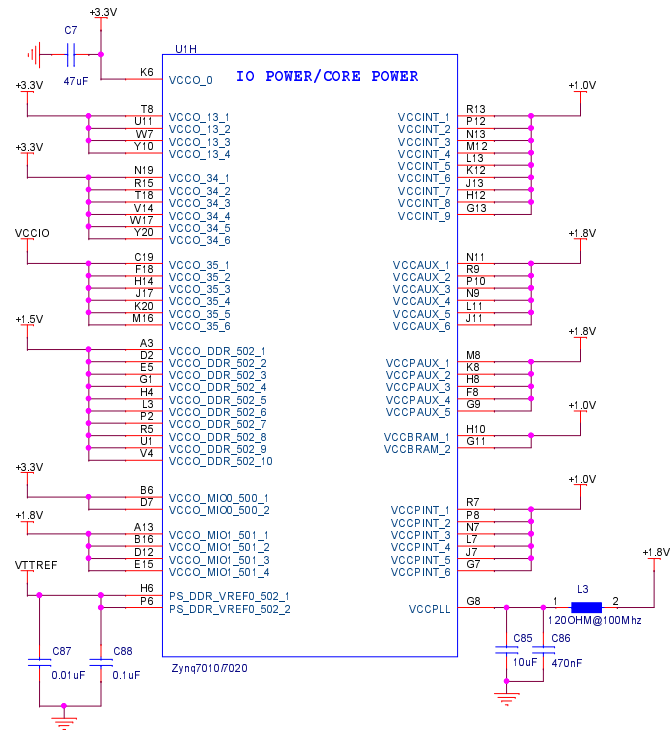 +3.3V
C7
47uF
U1H
IO POWER/CORE POWER
K6 VCCO_0
+3.3V
T8 VCCO_13_1
U11 VCCO_13_2
W7 VCCO_13_3
Y10 VCCO_13_4
+3.3V
N19 VCCO_34_1
R15 VCCO_34_2
T18 VCCO_34_3
V14 VCCO_34_4
W17 VCCO_34_5
Y20 VCCO_34_6
VCCIO
C19 VCCO_35_1
F18 VCCO_35_2
H14 VCCO_35_3
J17 VCCO_35_4
K20 VCCO_35_5
M16 VCCO_35_6
+1.5V
A3 VCCO_DDR_502_1
D2 VCCO_DDR_502_2
E5 VCCO_DDR_502_3
G1 VCCO_DDR_502_4
H4 VCCO_DDR_502_5
L3 VCCO_DDR_502_6
P2 VCCO_DDR_502_7
R5 VCCO_DDR_502_8
U1 VCCO_DDR_502_9
V4 VCCO_DDR_502_10
+3.3V
B6 VCCO_MIO0_500_1
D7 VCCO_MIO0_500_2
+1.8V
A13 VCCO_MIO1_501_1
B16 VCCO_MIO1_501_2
D12 VCCO_MIO1_501_3
E15 VCCO_MIO1_501_4
VTTREF
H6 PS_DDR_VREF0_502_1
P6 PS_DDR_VREF0_502_2
C87
0.01uF
C88
0.1uF
Zynq7010/7020
+1.0V
VCCINT_1 R13
VCCINT_2 P12
VCCINT_3 N13
VCCINT_4 M12
VCCINT_5 L13
VCCINT_6 K12
VCCINT_7 J13
VCCINT_8 H12
VCCINT_9 G13
+1.8V
VCCAUX_1 N11
VCCAUX_2 R9
VCCAUX_3 P10
VCCAUX_4 N9
VCCAUX_5 L11
VCCAUX_6 J11
+1.8V
VCCPAUX_1 M8
VCCPAUX_2 K8
VCCPAUX_3 H8
VCCPAUX_4 F8
VCCPAUX_5 G9
+1.0V
VCCBRAM_1 H10
VCCBRAM_2 G11
+1.0V
VCCPINT_1 R7
VCCPINT_2 P8
VCCPINT_3 N7
VCCPINT_4 L7
VCCPINT_5 J7
VCCPINT_6 G7
+1.8V
VCCPLL G8
1 L3 2
120OHM@100Mhz
C85
10uF
C86
470nF